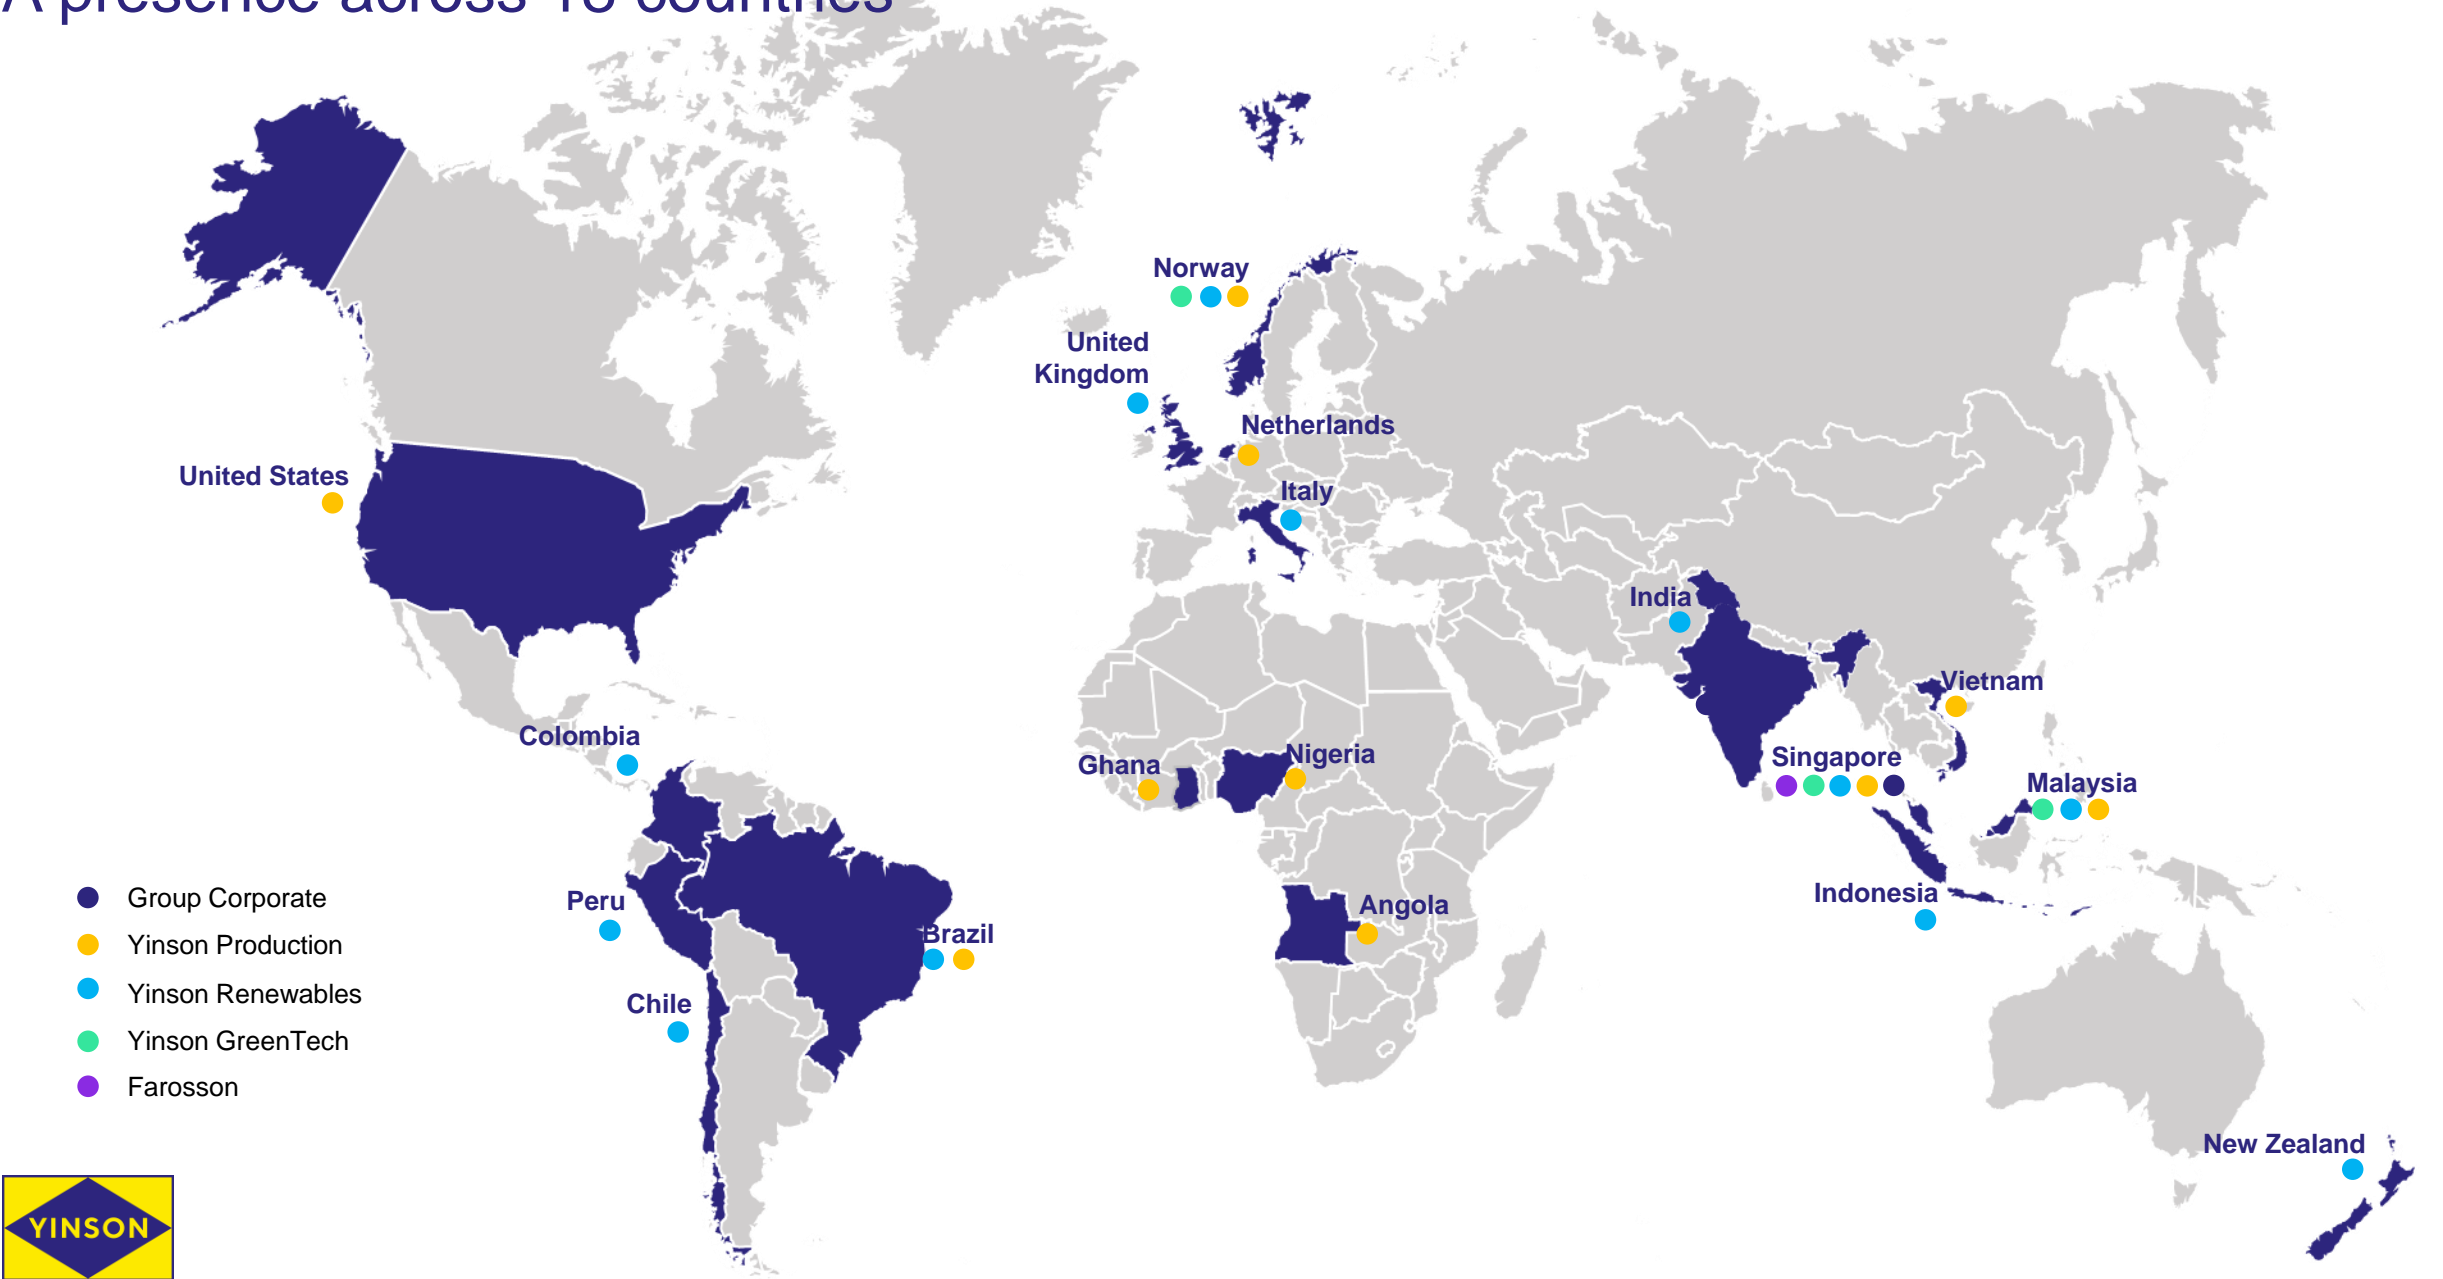 A presence across 18 countries
Norway
United
Kingdom
Netherlands
United States
Italy
India
Vietnam
Colombia
Ghana
Nigeria
Singapore
Malaysia
Group Corporate
Peru
Angola
Indonesia
Brazil
Yinson Production
Yinson Renewables
Chile
Yinson GreenTech
Farosson
New Zealand
YINSON